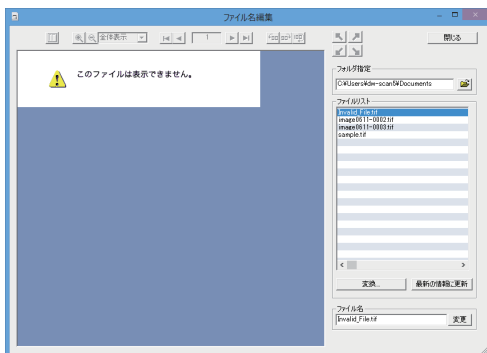 ファイル名編集
全体表示
1
閉じる
このファイルは表示できません。
フォルダ指定
C:¥Users¥dw-scan5¥Documents
ファイルリスト
Invalid_File.tif
image0611-0002.tif
image0611-0003.tif
sample.tif
変換...
最新の情報に更新
ファイル名
Invalid_File.tif
変更